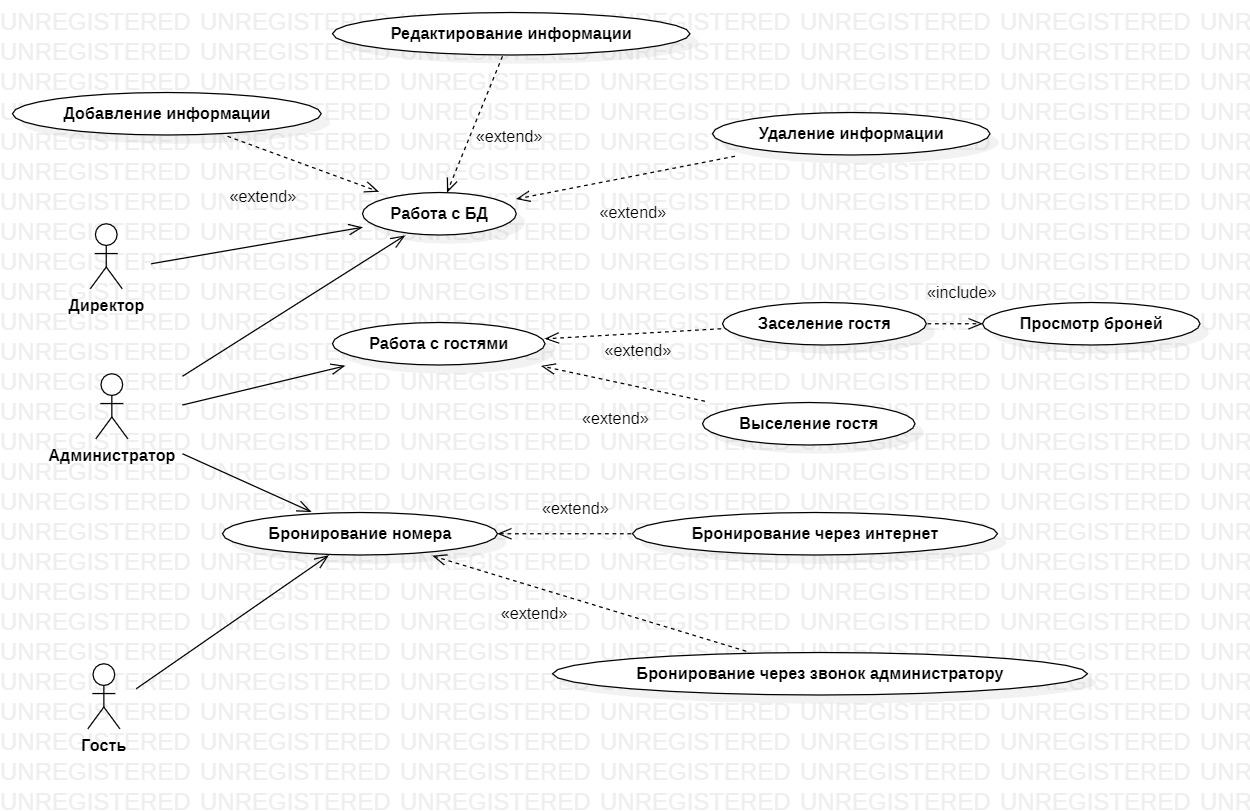 Редактирование информации
Добавление информации
Удаление информации
«extend»
«extend»
«extend»
Работа с БД
Директор
«include»
Заселение гостя
Просмотр броней
Работа с гостями
«extend»
«extend»
Выселение гостя
Администратор
«extend»
Бронирование номера
Бронирование через интернет
«extend»
Бронирование через звонок администратору
Гость
UNREGISTERED